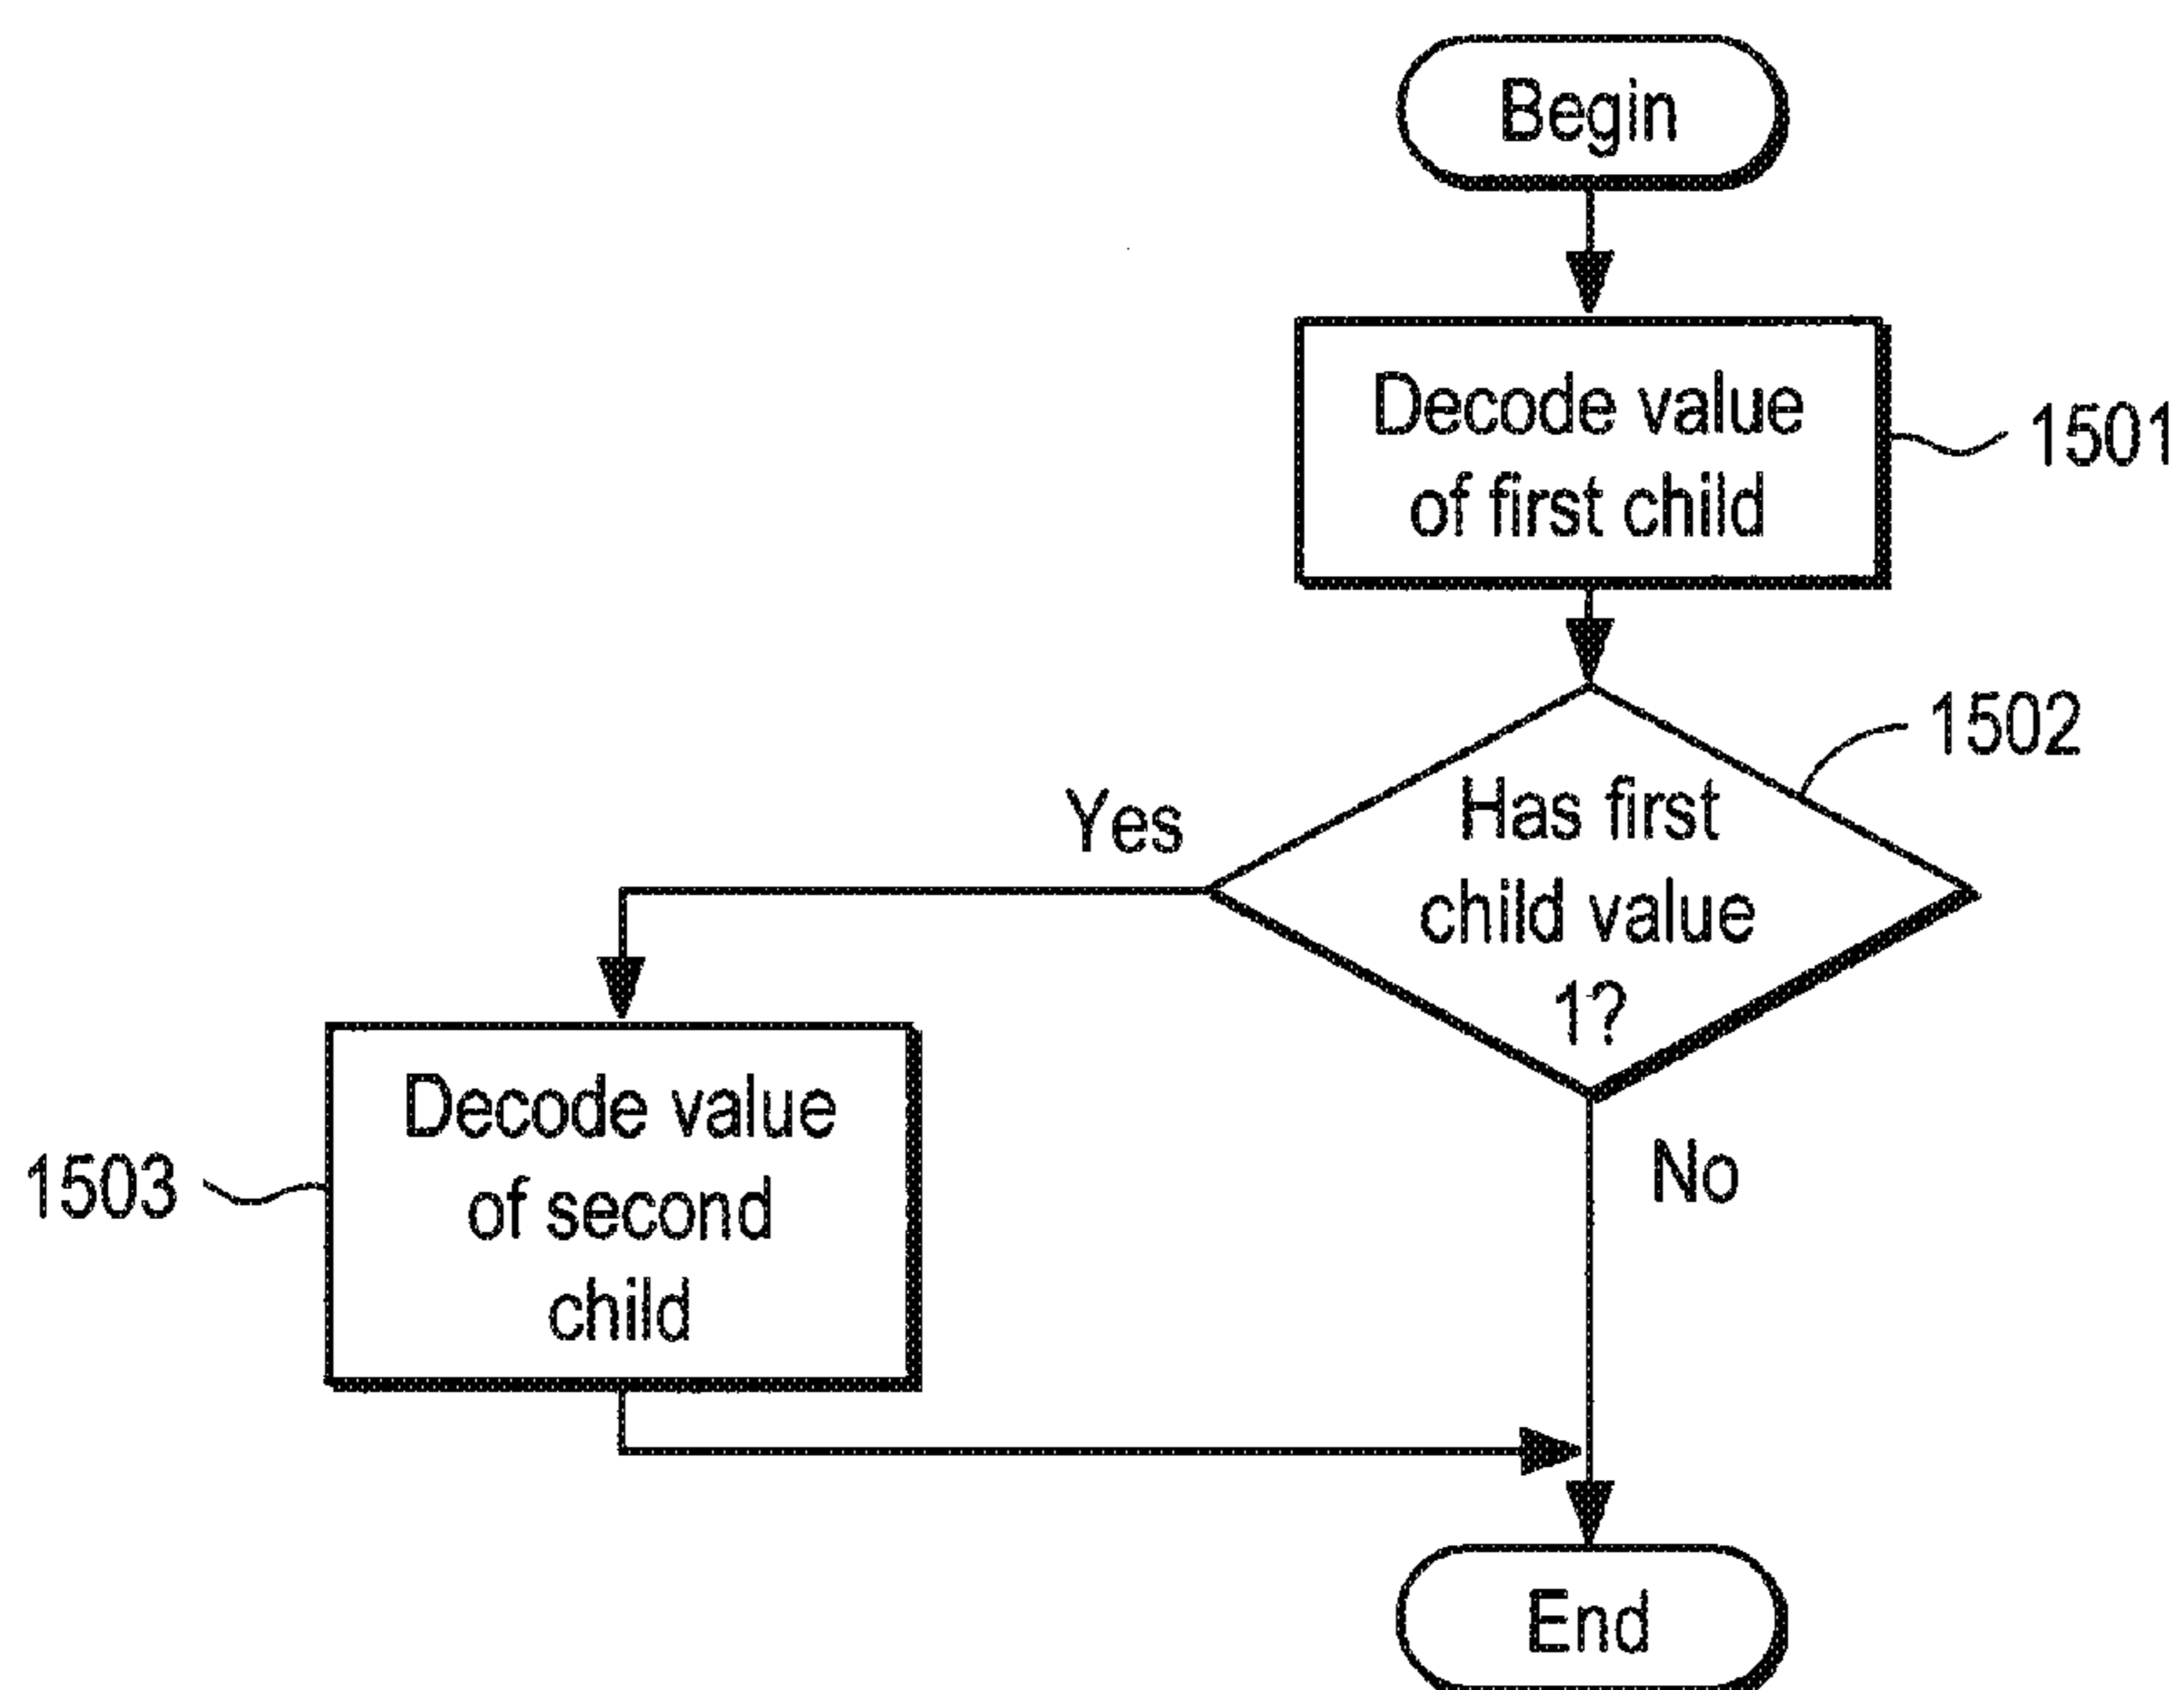 Begin
Decode value
of first child
1501
1502
Has first
child value
1?
Yes
No
Decode value
of second
child
1503
End